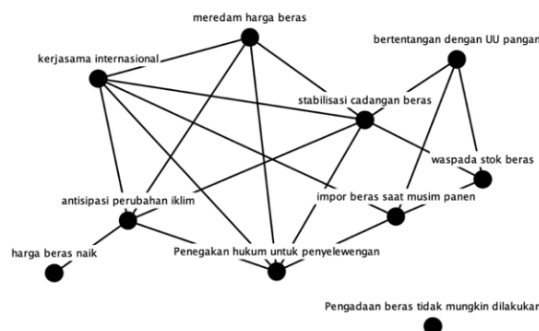 meredam harga beras
bertentangan dengan UU pangan
kerjasama internasional
stabilisasi cadangan beras
waspada stok beras
antisipasi perubahan iklim
impor beras saat musim panen
harga beras naik
Penegakan hukum untuk penyelewengan
Pengadaan beras tidak mungkin dilakukan